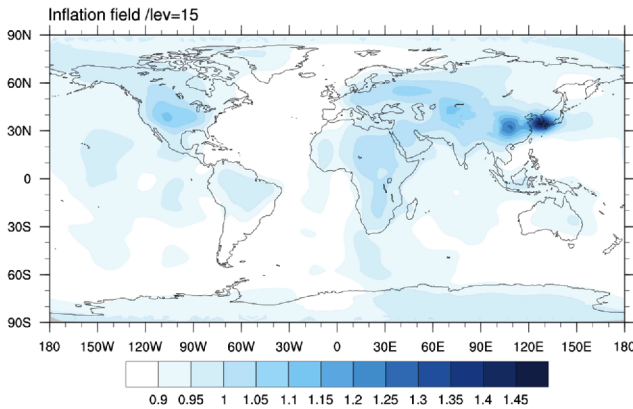 Inflation field /lev=15
90N
60N
30N
0
30S
60S
90S
180 150W 120W 90W 60W 30W 0 30E 60E 90E 120E 150E 180
0.9 0.95 1 1.05 1.1 1.15 1.2 1.25 1.3 1.35 1.4 1.45